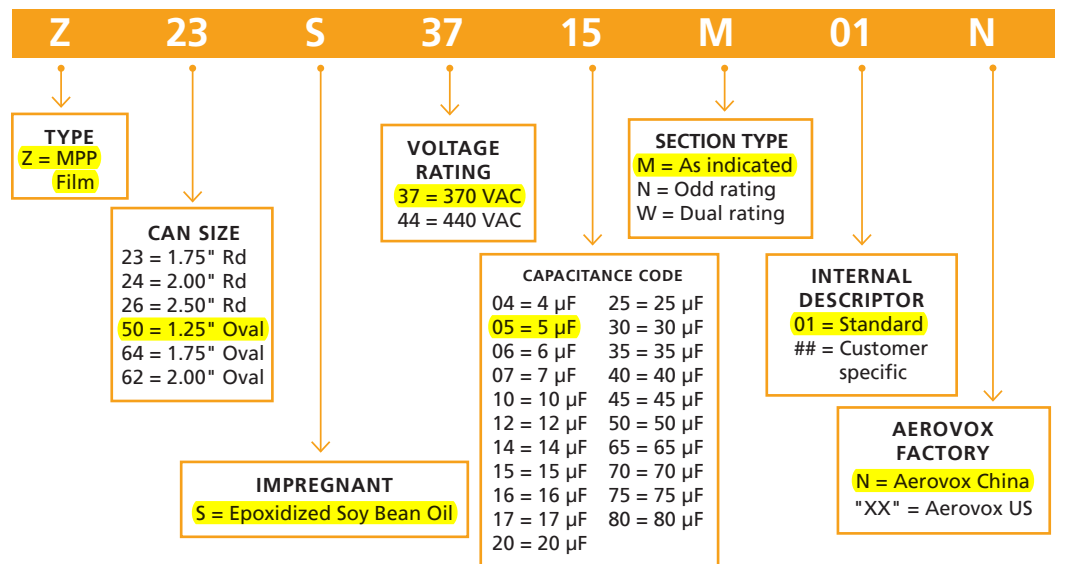 Z 23 S 37 15 M 01 N
TYPE
Z = MPP
Film
CAN SIZE
23 = 1.75" Rd
24 = 2.00" Rd
26 = 2.50" Rd
50 = 1.25" Oval
64 = 1.75" Oval
62 = 2.00" Oval
IMPREGNANT
S = Epoxidized Soy Bean Oil
VOLTAGE
RATING
37 = 370 VAC
44 = 440 VAC
CAPACITANCE CODE
04 = 4 µF 25 = 25 µF
05 = 5 µF 30 = 30 µF
06 = 6 µF 35 = 35 µF
07 = 7 µF 40 = 40 µF
10 = 10 µF 45 = 45 µF
12 = 12 µF 50 = 50 µF
14 = 14 µF 65 = 65 µF
15 = 15 µF 70 = 70 µF
16 = 16 µF 75 = 75 µF
17 = 17 µF 80 = 80 µF
20 = 20 µF
SECTION TYPE
M = As indicated
N = Odd rating
W = Dual rating
INTERNAL
DESCRIPTOR
01 = Standard
## = Customer
specific
AEROVOX
FACTORY
N = Aerovox China
"XX" = Aerovox US